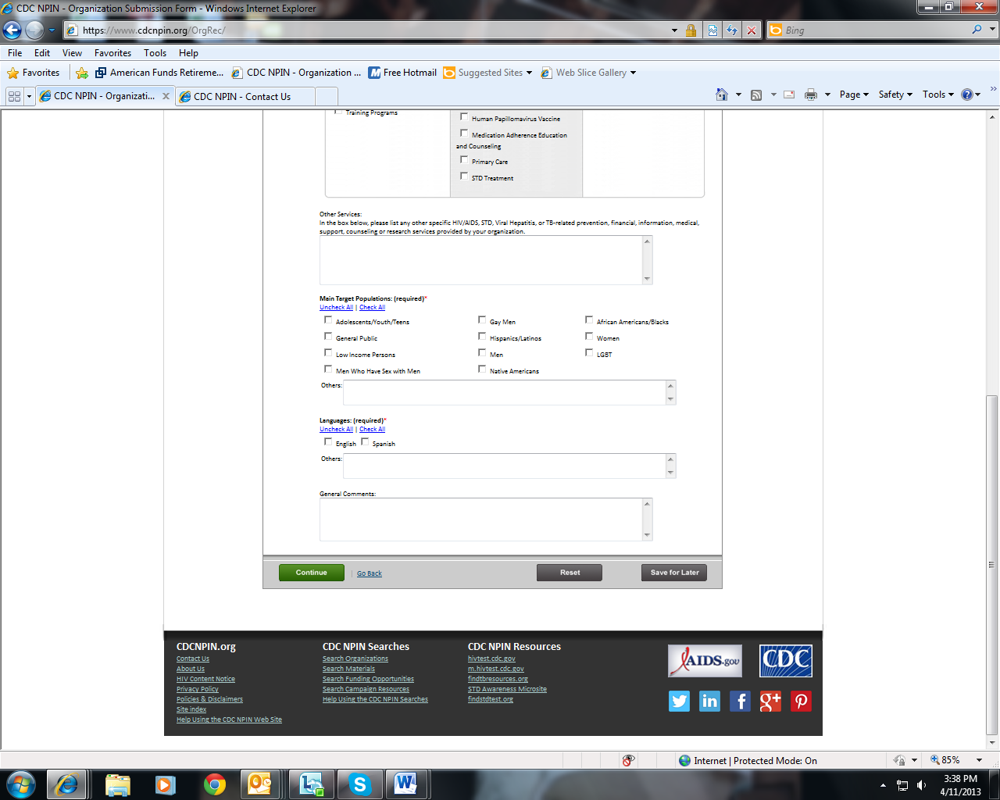 CDC NPIN - Organization Submission Form - Windows Internet Explorer
https://www.cdcnpin.org/OrgRec/
Bing
File Edit View Favorites Tools Help
Favorites American Funds Retireme... CDC NPIN - Organization ... Free Hotmail Suggested Sites Web Slice Gallery
CDC NPIN - Organizati... CDC NPIN - Contact Us Page Safety Tools
Training Programs
Human Papillomavirus Vaccine
Medication Adherence Education
and Counseling
Primary Care
STD Treatment
Other Services:
In the box below, please list any other specific HIV/AIDS, STD, Viral Hepatitis, or TB-related prevention, financial, information, medical,
support, counseling or research services provided by your organization.
Main Target Populations: (required)*
Uncheck All | Check All
Adolescents/Youth/Teens Gay Men African Americans/Blacks
General Public Hispanics/Latinos Women
Low Income Persons Men LGBT
Men Who Have Sex with Men Native Americans
Others:
Languages: (required)*
Uncheck All | Check All
English Spanish
Others:
General Comments:
Continue | Go Back Reset Save for Later
CDCNPIN.org
Contact Us
About Us
HIV Content Notice
Privacy Policy
Policies & Disclaimers
Site index
Help Using the CDC NPIN Web Site
CDC NPIN Searches
Search Organizations
Search Materials
Search Funding Opportunities
Search Campaign Resources
Help Using the CDC NPIN Searches
CDC NPIN Resources
hivtest.cdc.gov
m.hivtest.cdc.gov
findtbresources.org
STD Awareness Microsite
findstdtest.org
AIDS.gov CDC
Internet | Protected Mode: On
85%
3:38 PM
4/11/2013